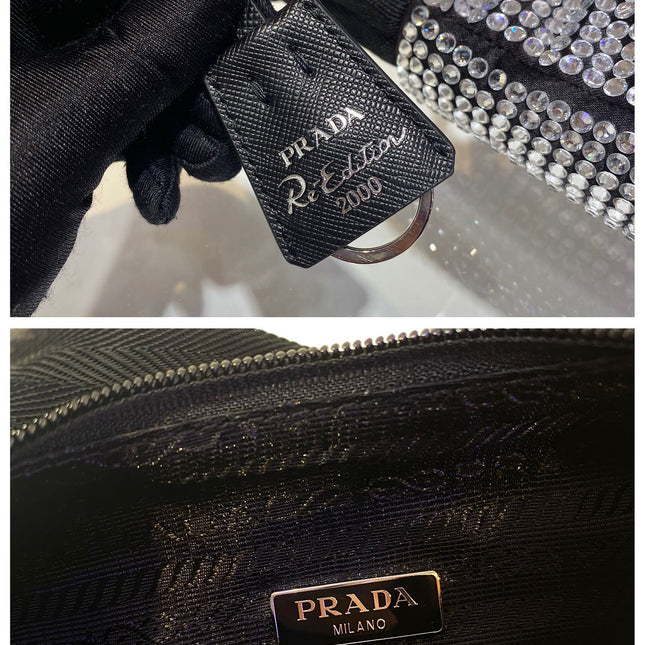 PRADA
Re-Edition
2000
PRADA
MILANO